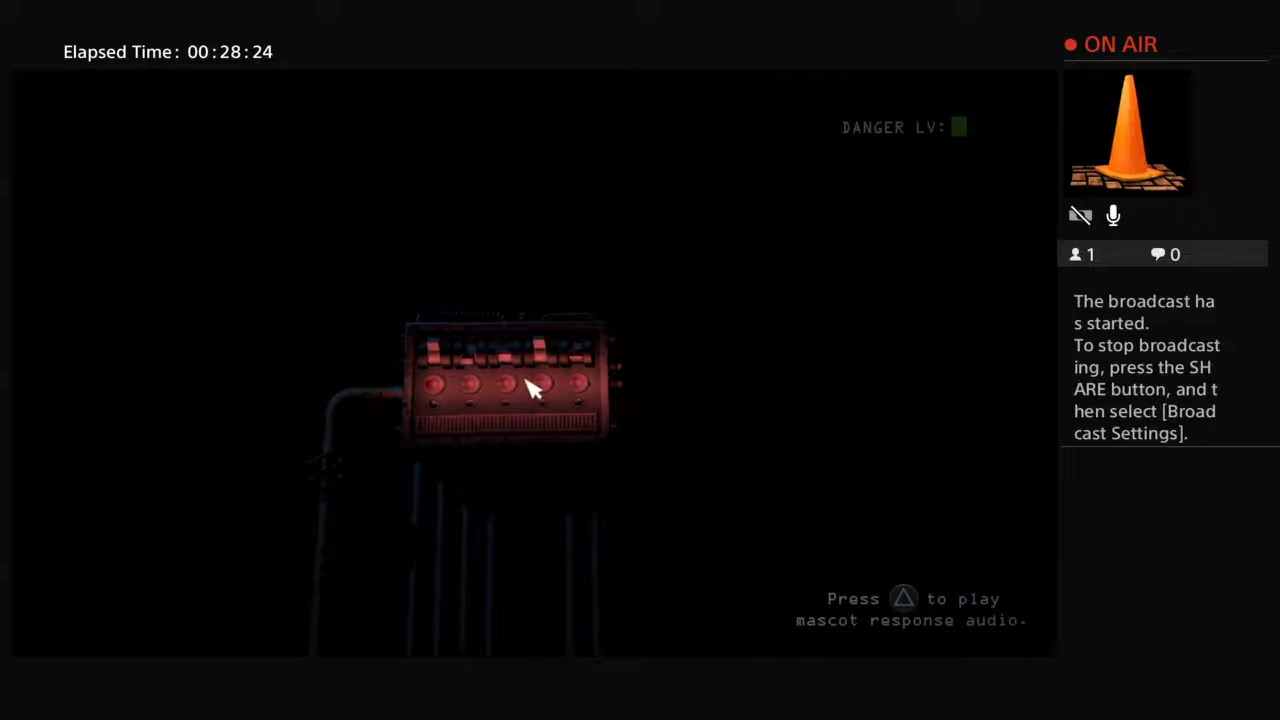 Elapsed Time: 00:28:24
ON AIR
DANGER LV:
1 0
The broadcast ha
s started.
To stop broadcast
ing, press the SH
ARE button, and t
hen select [Broad
cast Settings].
Press to play
mascot response audio.